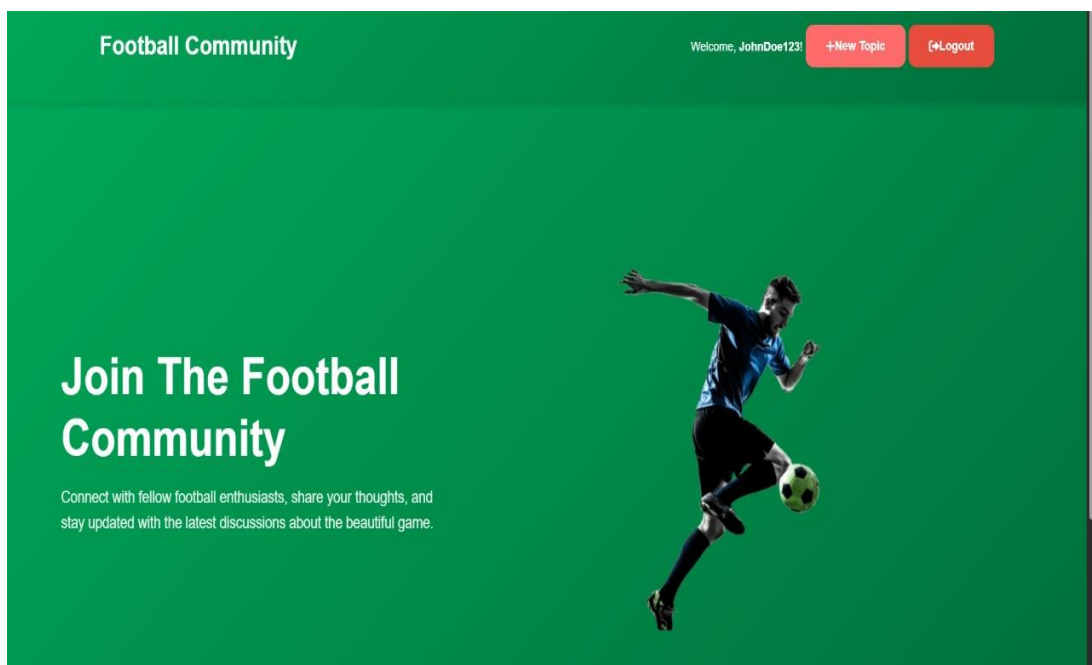 Football Community
Welcome, JohnDoe123!
+New Topic
Logout
Join The Football
Community
Connect with fellow football enthusiasts, share your thoughts, and
stay updated with the latest discussions about the beautiful game.